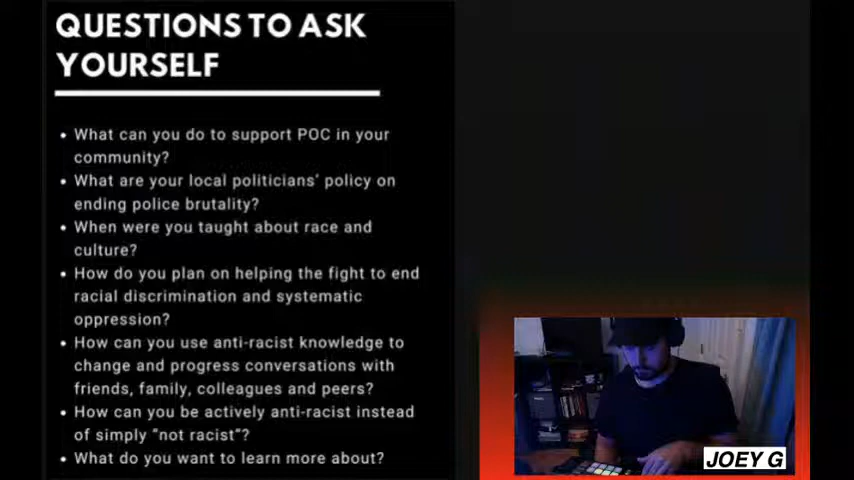 QUESTIONS TO ASK
YOURSELF
• What can you do to support POC in your
community?
• What are your local politicians' policy on
ending police brutality?
• When were you taught about race and
culture?
• How do you plan on helping the fight to end
racial discrimination and systematic
oppression?
• How can you use anti-racist knowledge to
change and progress conversations with
friends, family, colleagues and peers?
• How can you be actively anti-racist instead
of simply "not racist"?
• What do you want to learn more about?
JOEY G